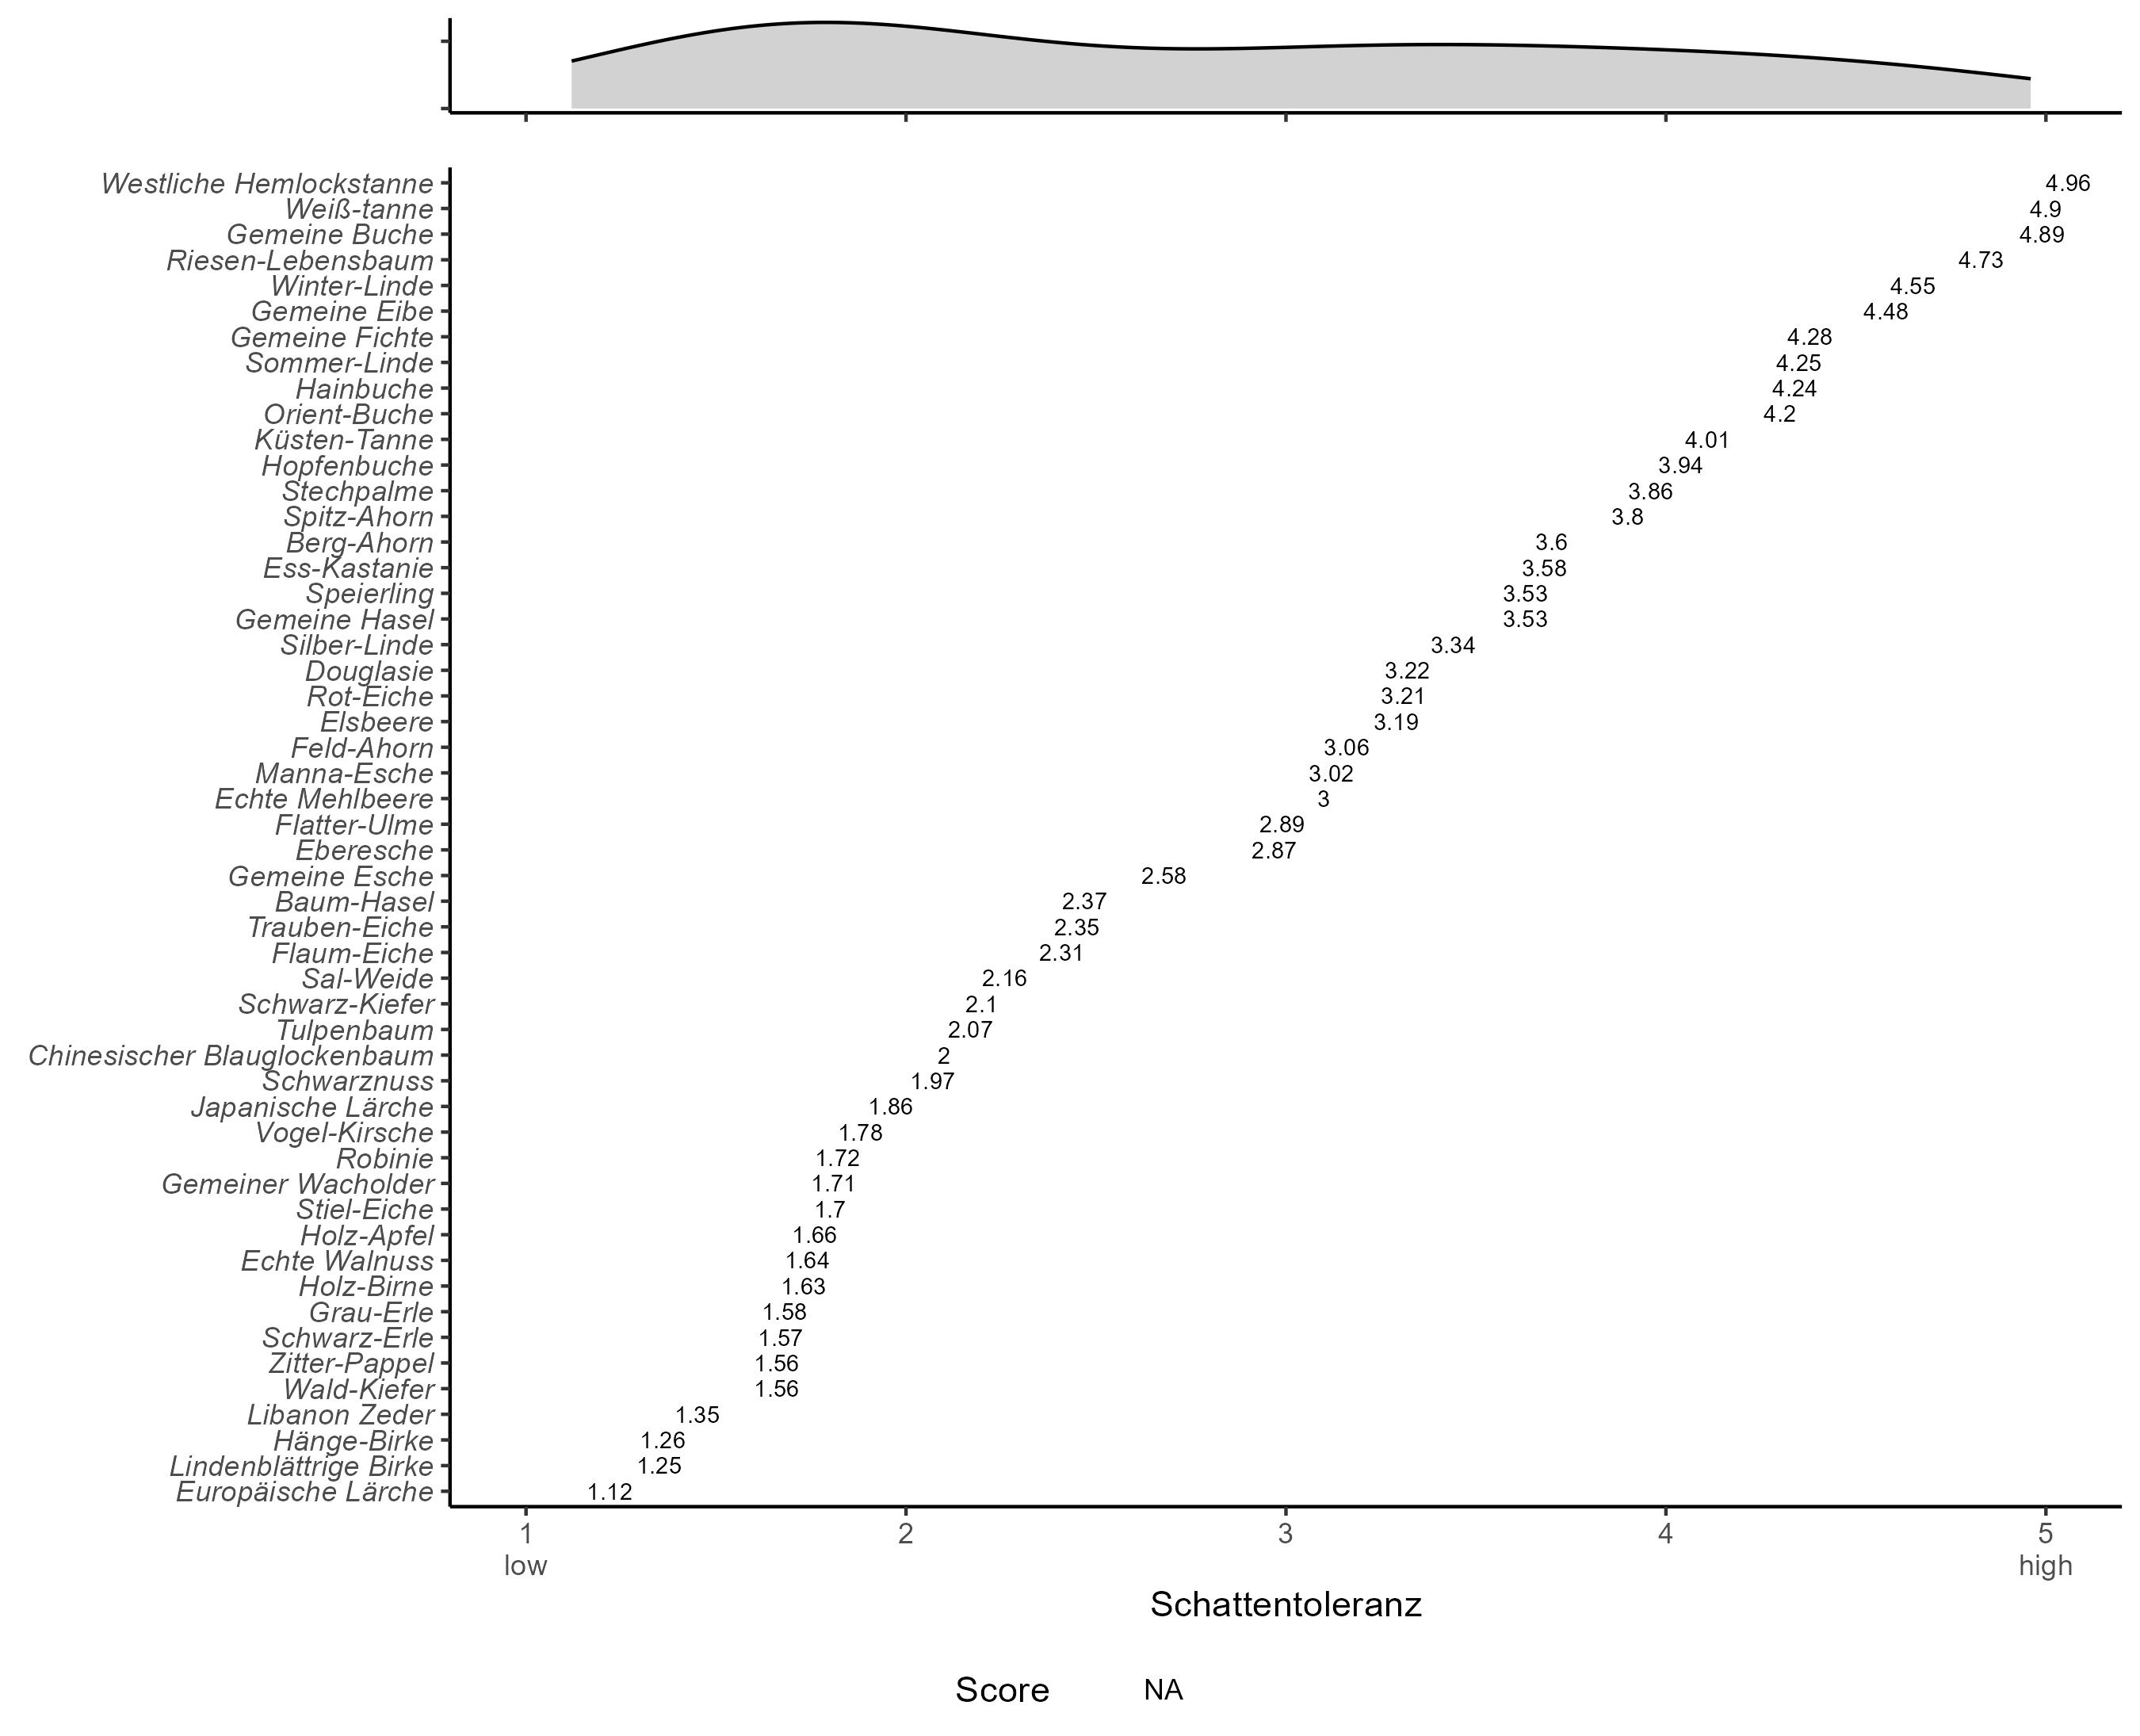 Westliche Hemlockstanne 4.96
Weiß-tanne 4.9
Gemeine Buche 4.89
Riesen-Lebensbaum 4.73
Winter-Linde 4.55
Gemeine Eibe 4.48
Gemeine Fichte 4.28
Sommer-Linde 4.25
Hainbuche 4.24
Orient-Buche 4.2
Küsten-Tanne 4.01
Hopfenbuche 3.94
Stechpalme 3.86
Spitz-Ahorn 3.8
Berg-Ahorn 3.6
Ess-Kastanie 3.58
Speierling 3.53
Gemeine Hasel 3.53
Silber-Linde 3.34
Douglasie 3.22
Rot-Eiche 3.21
Elsbeere 3.19
Feld-Ahorn 3.06
Manna-Esche 3.02
Echte Mehlbeere 3
Flatter-Ulme 2.89
Eberesche 2.87
Gemeine Esche 2.58
Baum-Hasel 2.37
Trauben-Eiche 2.35
Flaum-Eiche 2.31
Sal-Weide 2.16
Schwarz-Kiefer 2.1
Tulpenbaum 2.07
Chinesischer Blauglockenbaum 2
Schwarznuss 1.97
Japanische Lärche 1.86
Vogel-Kirsche 1.78
Robinie 1.72
Gemeiner Wacholder 1.71
Stiel-Eiche 1.7
Holz-Apfel 1.66
Echte Walnuss 1.64
Holz-Birne 1.63
Grau-Erle 1.58
Schwarz-Erle 1.57
Zitter-Pappel 1.56
Wald-Kiefer 1.56
Libanon Zeder 1.35
Hänge-Birke 1.26
Lindenblättrige Birke 1.25
Europäische Lärche 1.12
1 2 3 4 5
low high
Schattentoleranz
Score NA